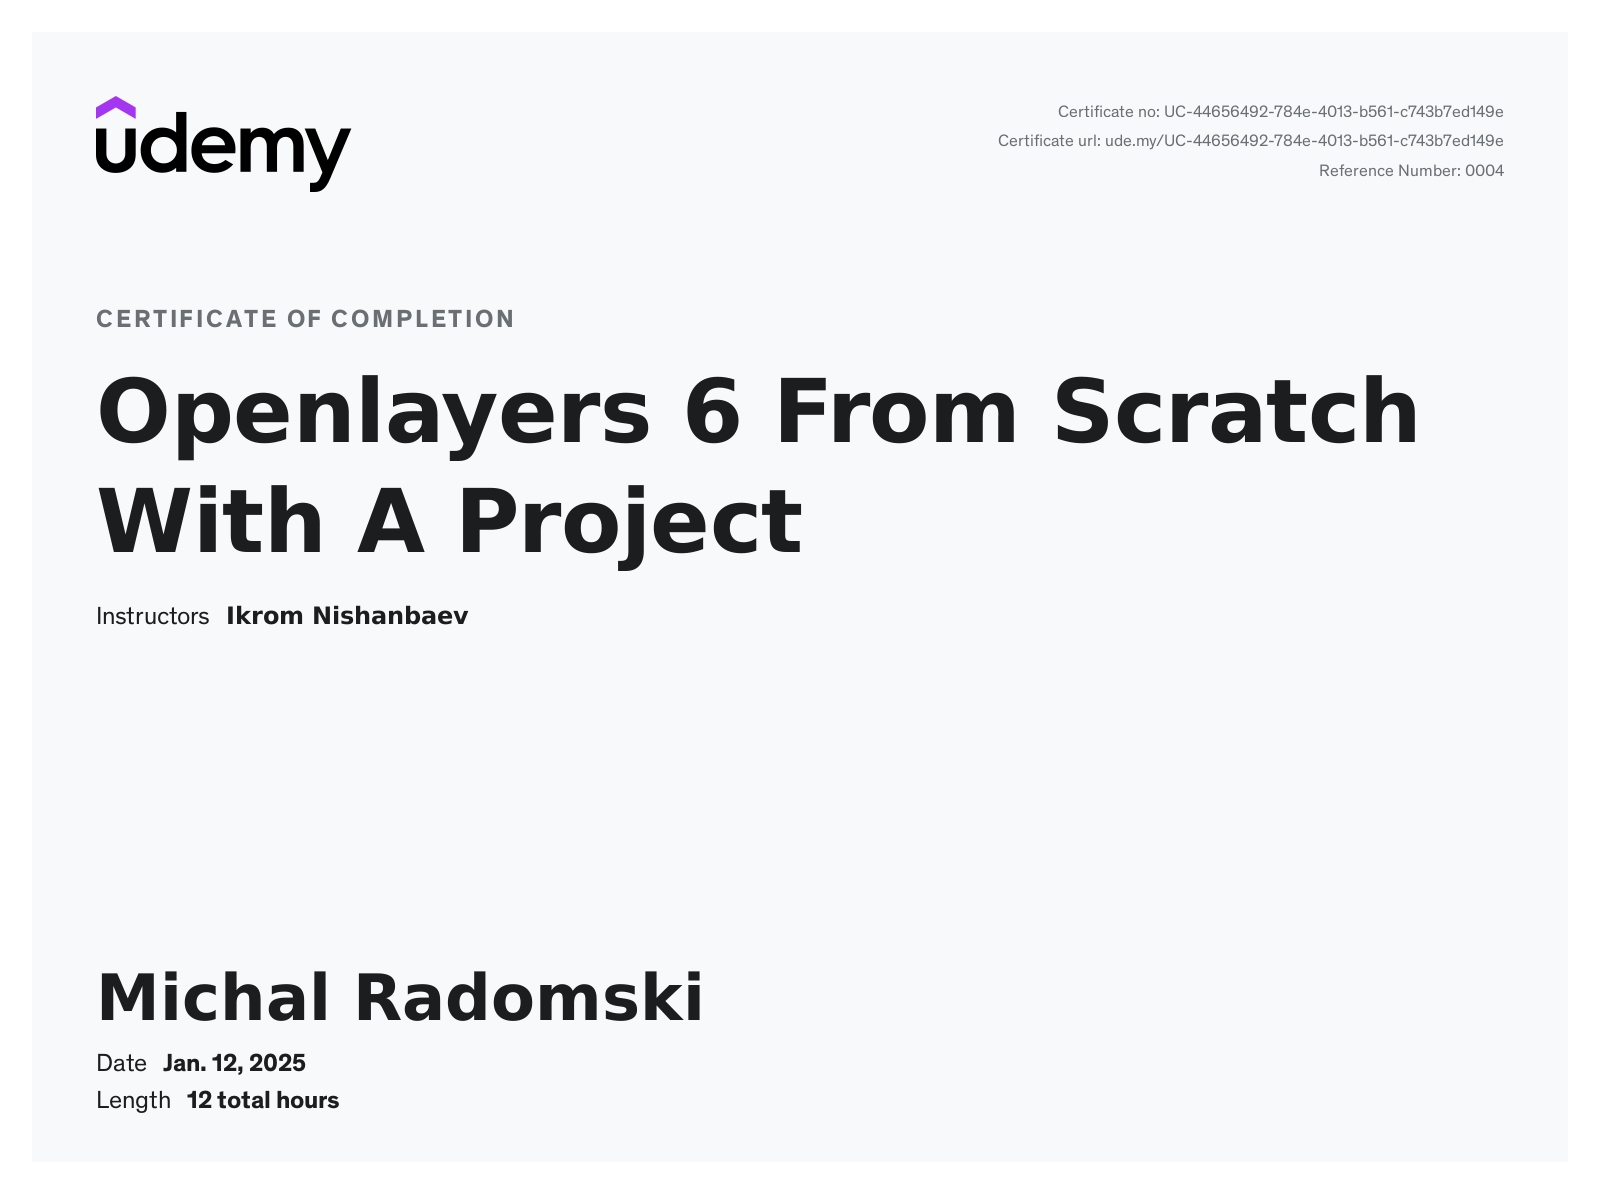 udemy
Certificate no: UC-44656492-784e-4013-b561-c743b7ed149e
Certificate url: ude.my/UC-44656492-784e-4013-b561-c743b7ed149e
Reference Number: 0004
CERTIFICATE OF COMPLETION
Openlayers 6 From Scratch
With A Project
Instructors Ikrom Nishanbaev
Michal Radomski
Date Jan. 12, 2025
Length 12 total hours